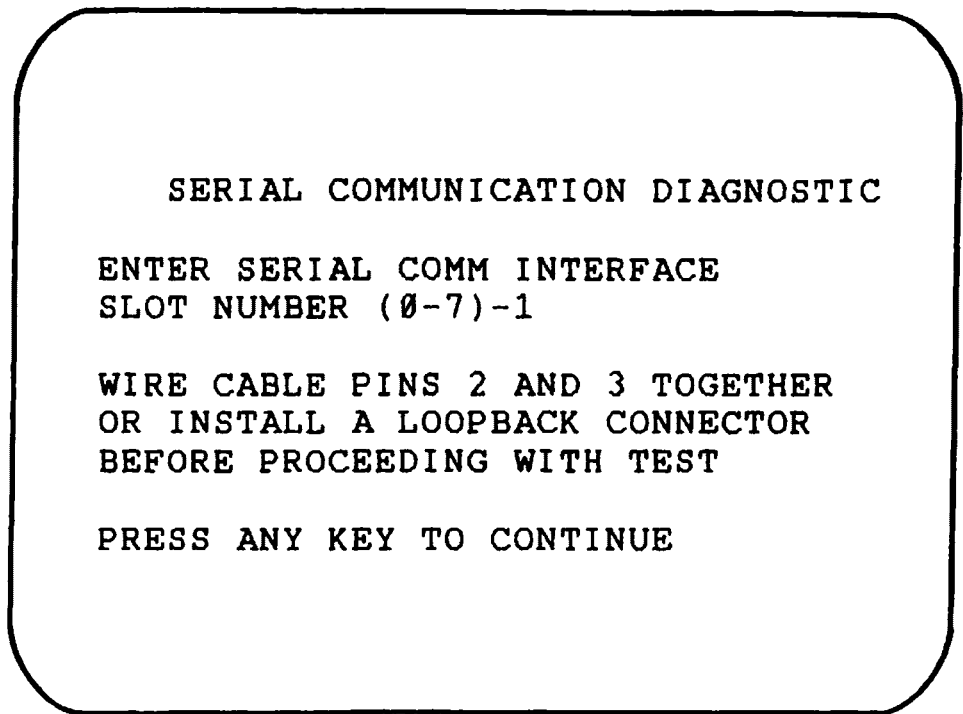 SERIAL COMMUNICATION DIAGNOSTIC
ENTER SERIAL COMM INTERFACE
SLOT NUMBER (0-7)-1
WIRE CABLE PINS 2 AND 3 TOGETHER
OR INSTALL A LOOPBACK CONNECTOR
BEFORE PROCEEDING WITH TEST
PRESS ANY KEY TO CONTINUE